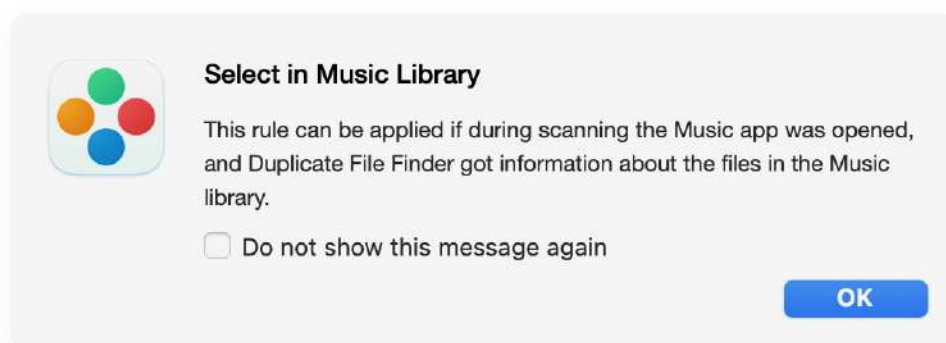 Select in Music Library
This rule can be applied if during scanning the Music app was opened,
and Duplicate File Finder got information about the files in the Music
library.
Do not show this message again
OK